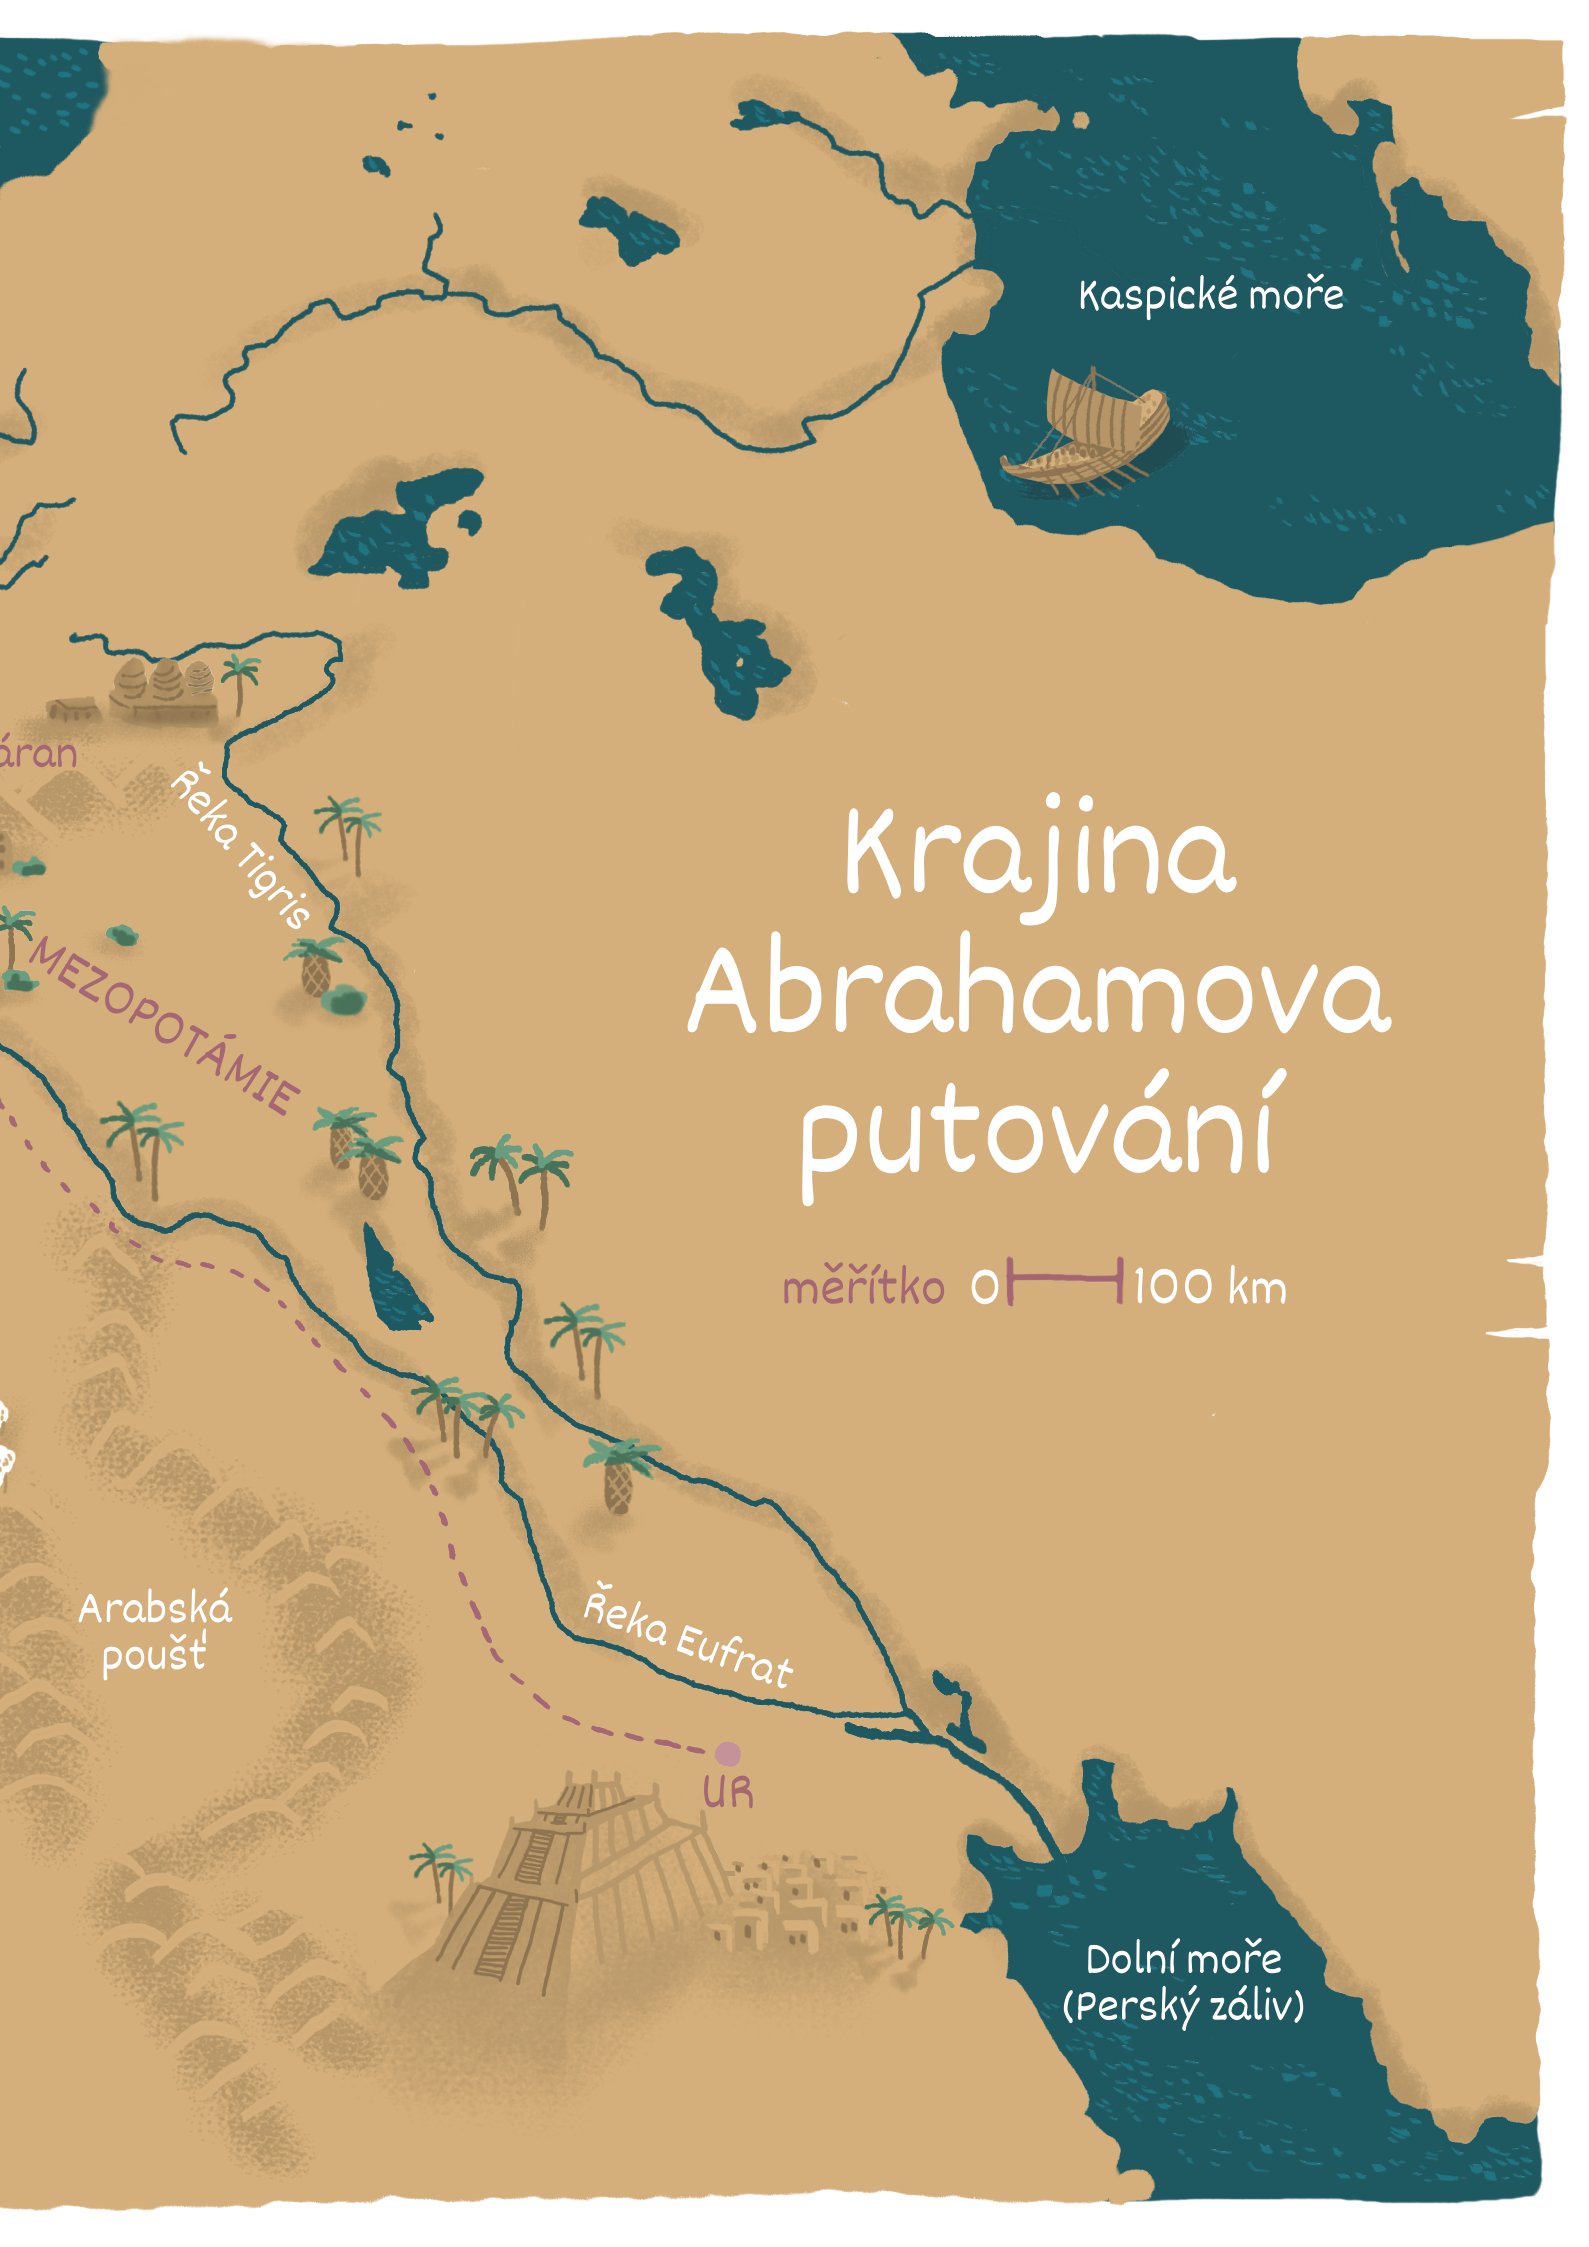 Kaspické moře
áran
Řeka Tigris
MEZOPOTÁMIE
Krajina
Abrahamova
putování
měřítko 0 100 km
Arabská
poušť
Řeka Eufrat
UR
Dolní moře
(Perský záliv)